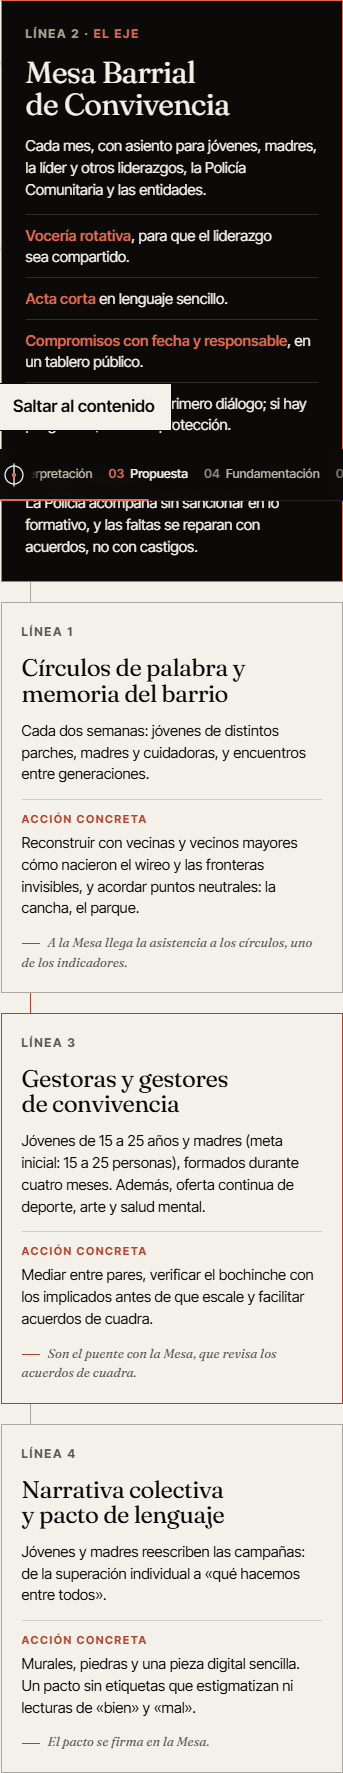 LÍNEA 2 · EL EJE
Mesa Barrial
de Convivencia
Cada mes, con asiento para jóvenes, madres,
la líder y otros liderazgos, la Policía
Comunitaria y las entidades.
Vocería rotativa, para que el liderazgo
sea compartido.
Acta corta en lenguaje sencillo.
Compromisos con fecha y responsable, en
un tablero público.
diálogo; si hay
Saltar al contenido
03 Propuesta 04 Fundamentación
La Policía acompaña sin sancionar en lo
formativo, y las faltas se reparan con
acuerdos, no con castigos.
LÍNEA 1
Círculos de palabra y
memoria del barrio
Cada dos semanas: jóvenes de distintos
parches, madres y cuidadoras, y encuentros
entre generaciones.
ACCIÓN CONCRETA
Reconstruir con vecinas y vecinos mayores
cómo nacieron el wireo y las fronteras
invisibles, y acordar puntos neutrales: la
cancha, el parque.
— A la Mesa llega la asistencia a los círculos, uno
de los indicadores.
LÍNEA 3
Gestoras y gestores
de convivencia
Jóvenes de 15 a 25 años y madres (meta
inicial: 15 a 25 personas), formados durante
cuatro meses. Además, oferta continua de
deporte, arte y salud mental.
ACCIÓN CONCRETA
Mediar entre pares, verificar el bochinche con
los implicados antes de que escale y facilitar
acuerdos de cuadra.
— Son el puente con la Mesa, que revisa los
acuerdos de cuadra.
LÍNEA 4
Narrativa colectiva
y pacto de lenguaje
Jóvenes y madres reescriben las campañas:
de la superación individual a «qué hacemos
entre todos».
ACCIÓN CONCRETA
Murales, piedras y una pieza digital sencilla.
Un pacto sin etiquetas que estigmatizan ni
lecturas de «bien» y «mal».
— El pacto se firma en la Mesa.